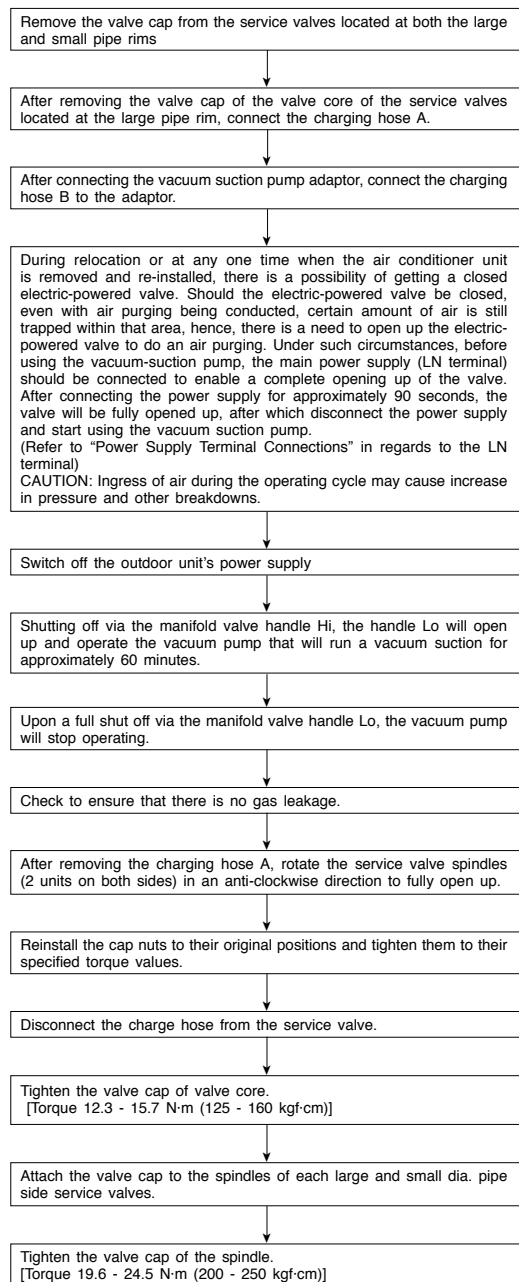 Remove the valve cap from the service valves located at both the large
and small pipe rims
After removing the valve cap of the valve core of the service valves
located at the large pipe rim, connect the charging hose A.
After connecting the vacuum suction pump adaptor, connect the charging
hose B to the adaptor.
During relocation or at any one time when the air conditioner unit
is removed and re-installed, there is a possibility of getting a closed
electric-powered valve. Should the electric-powered valve be closed,
even with air purging being conducted, certain amount of air is still
trapped within that area, hence, there is a need to open up the electric-
powered valve to do an air purging. Under such circumstances, before
using the vacuum-suction pump, the main power supply (LN terminal)
should be connected to enable a complete opening up of the valve.
After connecting the power supply for approximately 90 seconds, the
valve will be fully opened up, after which disconnect the power supply
and start using the vacuum suction pump.
(Refer to “Power Supply Terminal Connections” in regards to the LN
terminal)
CAUTION: Ingress of air during the operating cycle may cause increase
in pressure and other breakdowns.
Switch off the outdoor unit's power supply
Shutting off via the manifold valve handle Hi, the handle Lo will open
up and operate the vacuum pump that will run a vacuum suction for
approximately 60 minutes.
Upon a full shut off via the manifold valve handle Lo, the vacuum pump
will stop operating.
Check to ensure that there is no gas leakage.
After removing the charging hose A, rotate the service valve spindles
(2 units on both sides) in an anti-clockwise direction to fully open up.
Reinstall the cap nuts to their original positions and tighten them to their
specified torque values.
Disconnect the charge hose from the service valve.
Tighten the valve cap of valve core.
[Torque 12.3 - 15.7 N·m (125 - 160 kgf·cm)]
Attach the valve cap to the spindles of each large and small dia. pipe
side service valves.
Tighten the valve cap of the spindle.
[Torque 19.6 - 24.5 N·m (200 - 250 kgf·cm)]